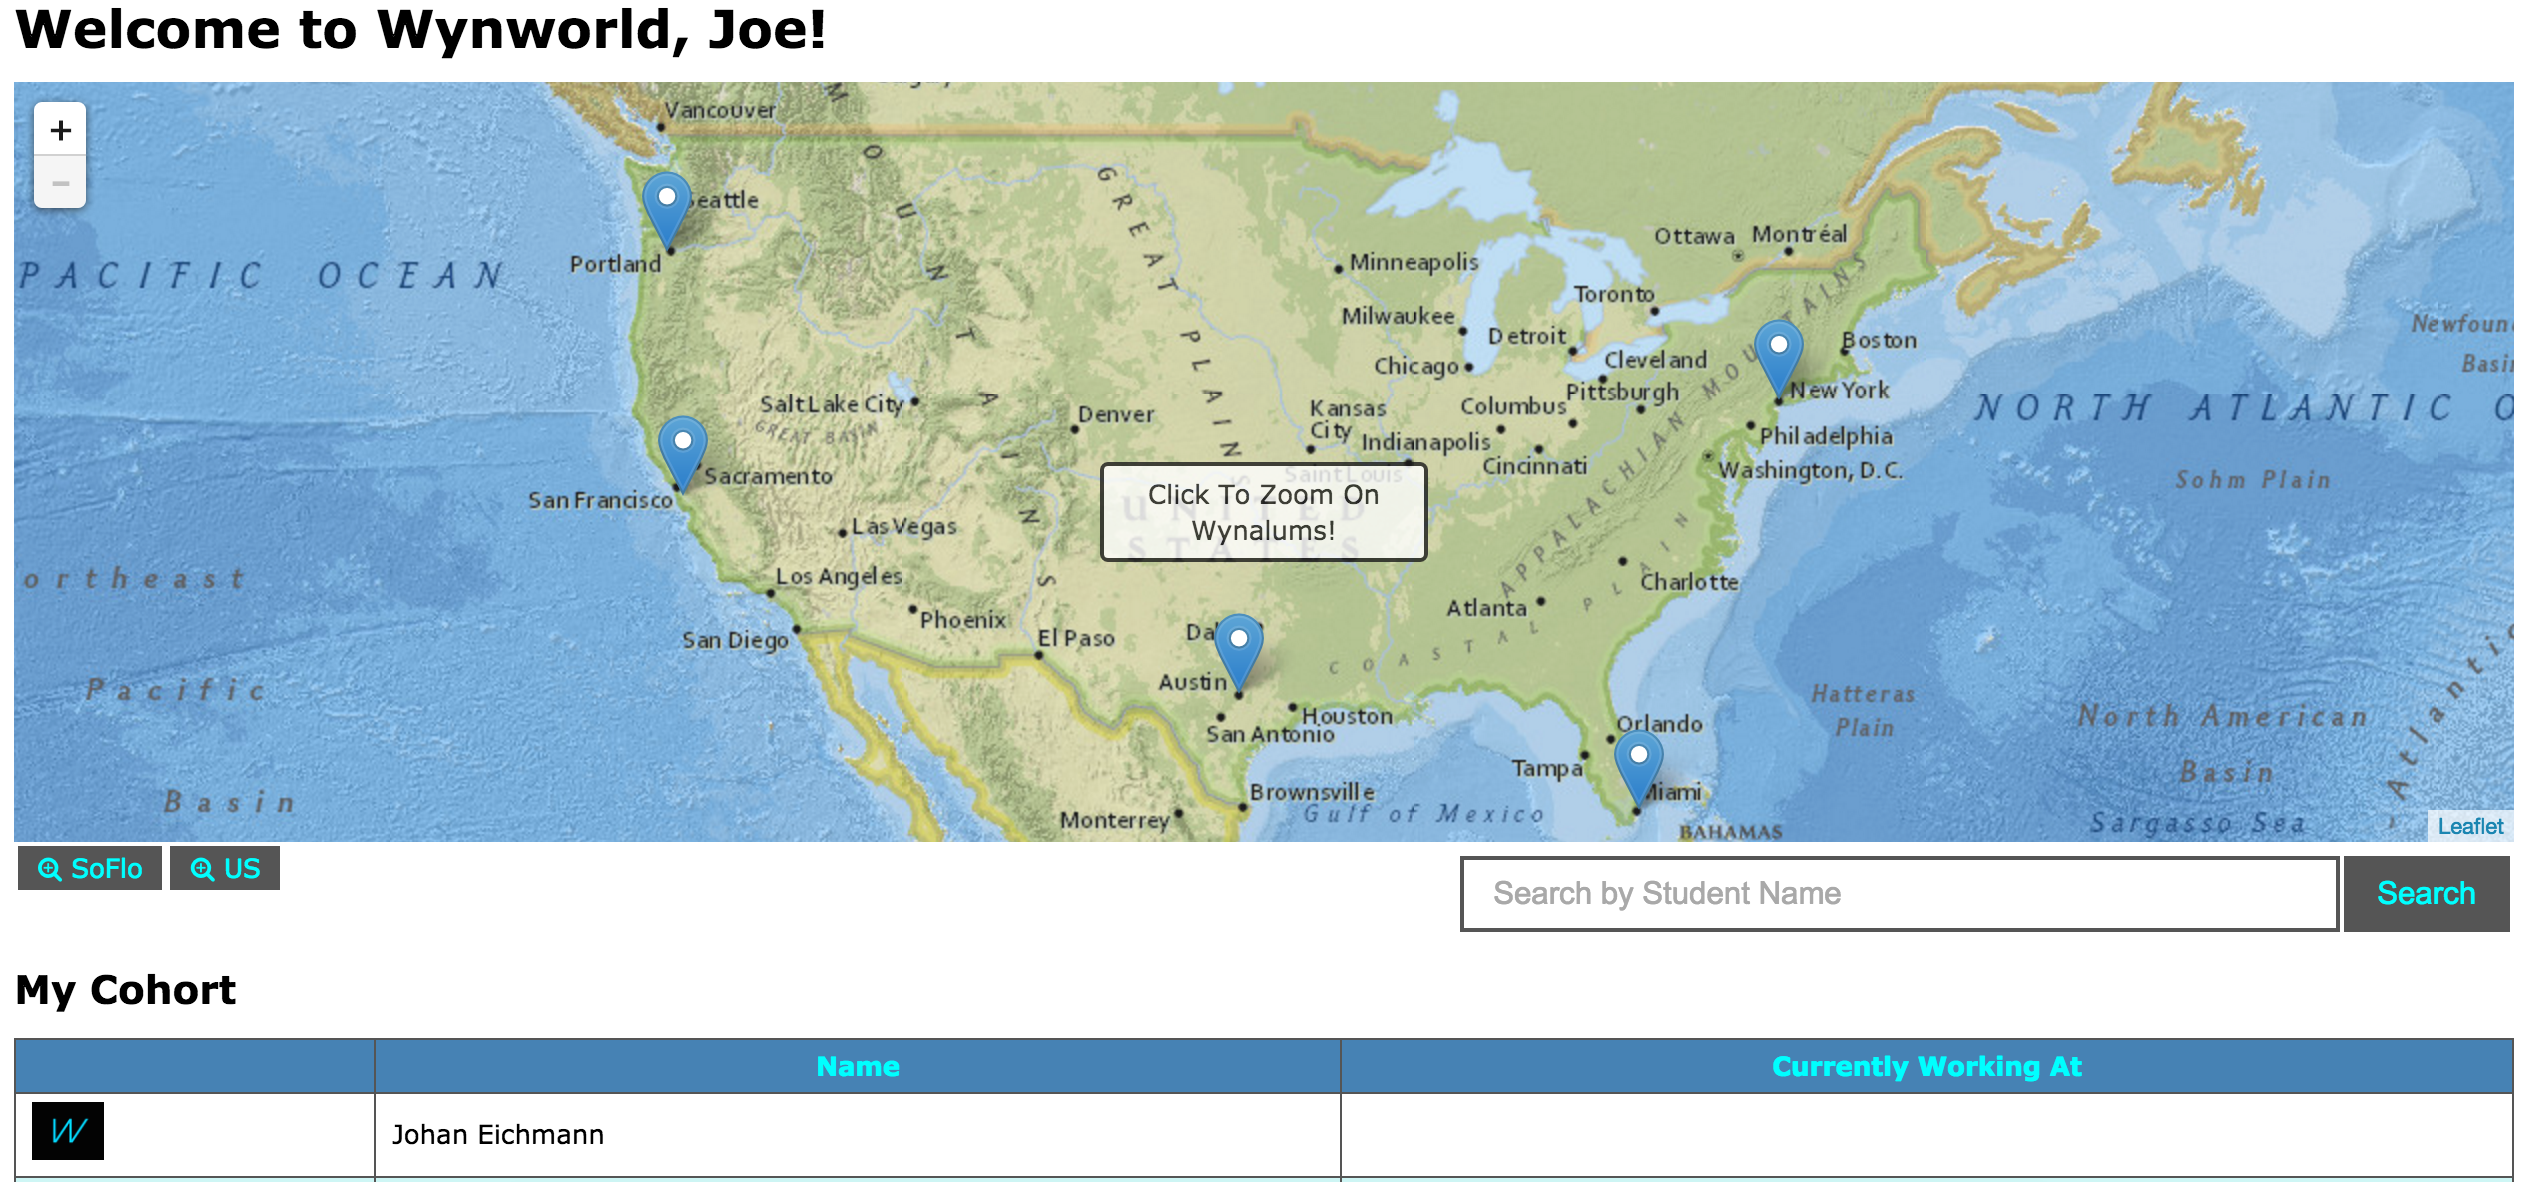 Welcome to Wynworld, Joe!
+
−
Vancouver
Seattle
Portland
PACIFIC OCEAN
MOUNTAINS
GREAT PLAINS
Minneapolis
Ottawa
Montréal
Toronto
Milwaukee
Detroit
Boston
Chicago
Cleveland
Pittsburgh
New York
Newfoun
Basin
Salt Lake City
GREAT BASIN
Denver
Kansas
City
Columbus
Indianapolis
Cincinnati
Philadelphia
Washington, D.C.
NORTH ATLANTIC O
Sohm Plain
Sacramento
San Francisco
Saint Louis
UNITED
STATES
Click To Zoom On
Wynalums!
APPALACHIAN MOUNTAINS
Las Vegas
ortheast
Los Angeles
Phoenix
Charlotte
Atlanta
COASTAL PLAIN
San Diego
El Paso
Da
Austin
Pacific
Basin
Houston
San Antonio
Orlando
Tampa
Miami
Hatteras
Plain
North American
Basin
Atlantic
Brownsville
Monterrey
Gulf of Mexico
BAHAMAS
Sargasso Sea
Leaflet
SoFlo
US
Search by Student Name
Search
My Cohort
Name
Currently Working At
W
Johan Eichmann